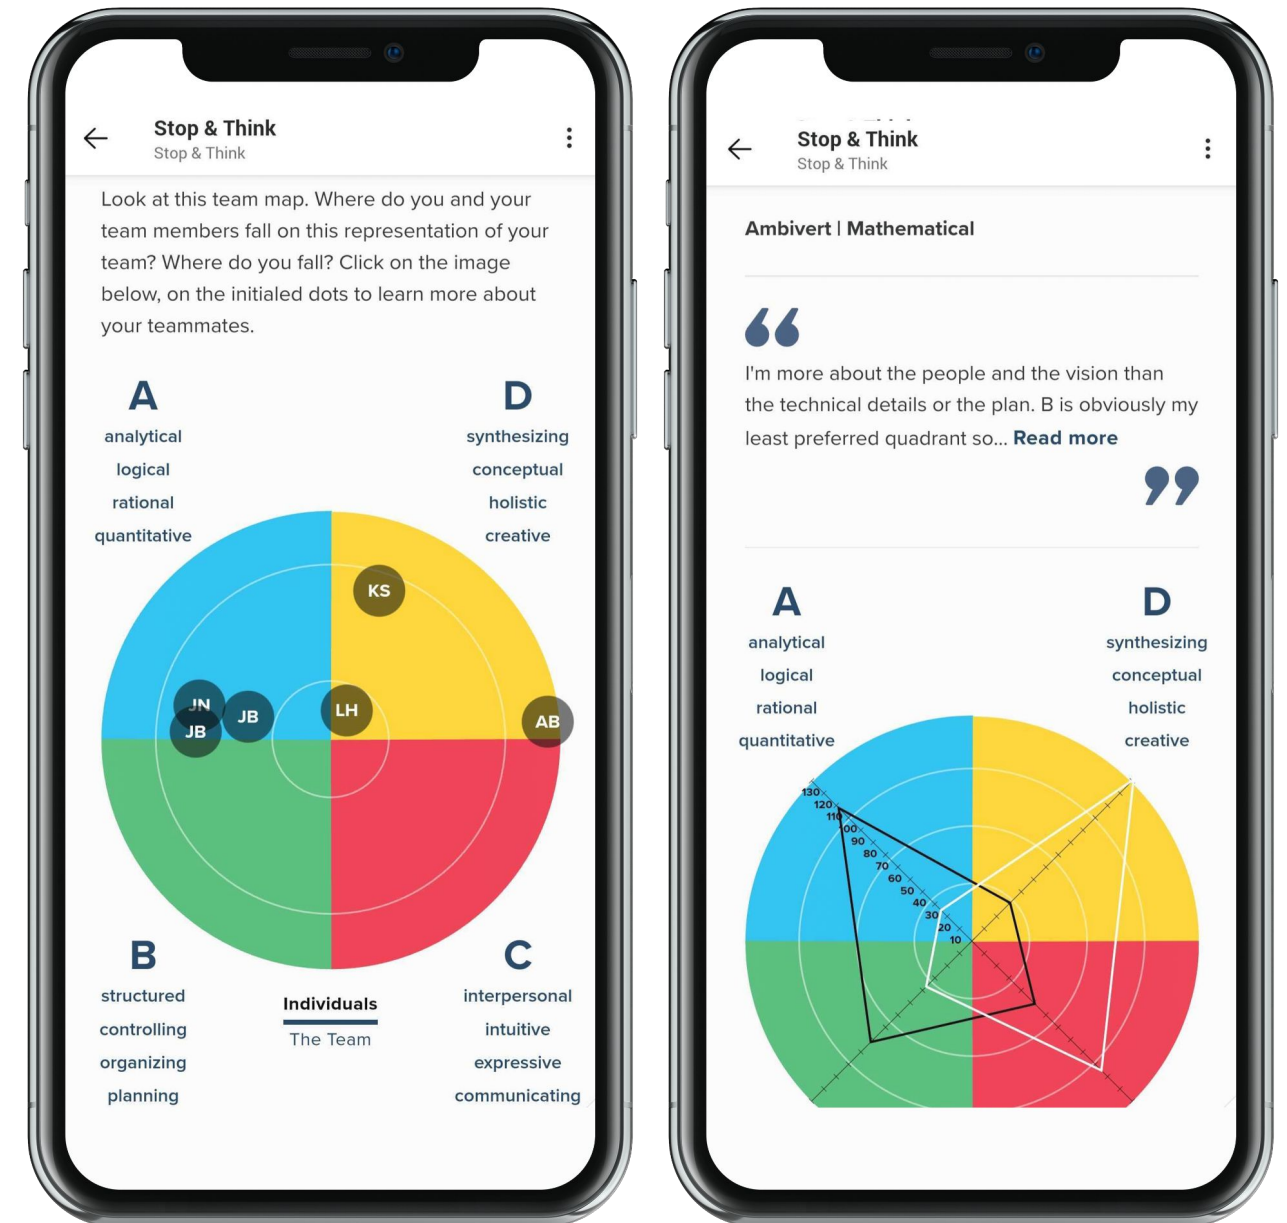 Stop & Think
Stop & Think
Look at this team map. Where do you and your
team members fall on this representation of your
team? Where do you fall? Click on the image
below, on the initialed dots to learn more about
your teammates.
A
analytical
logical
rational
quantitative
D
synthesizing
conceptual
holistic
creative
KS
JN
JB
JB
LH
AB
B
structured
controlling
organizing
planning
Individuals
The Team
C
interpersonal
intuitive
expressive
communicating
Stop & Think
Stop & Think
Ambivert | Mathematical
“
I'm more about the people and the vision than
the technical details or the plan. B is obviously my
least preferred quadrant so... Read more
”
A
analytical
logical
rational
quantitative
D
synthesizing
conceptual
holistic
creative
130
120
110
100
90
80
70
60
50
40
30
20
10